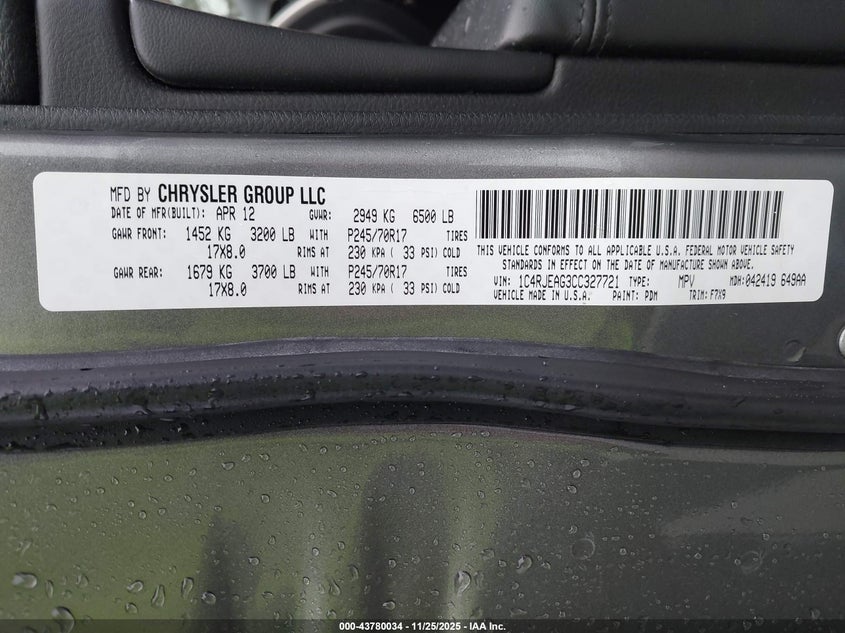 MFD BY CHRYSLER GROUP LLC
DATE OF MFR(BUILT): APR 12 GVWR: 2949 KG 6500 LB
GAWR FRONT: 1452 KG 3200 LB WITH P245/70R17 TIRES
17X8.0 RIMS AT 230 KPA ( 33 PSI) COLD
GAWR REAR: 1679 KG 3700 LB WITH P245/70R17 TIRES
17X8.0 RIMS AT 230 KPA ( 33 PSI) COLD
THIS VEHICLE CONFORMS TO ALL APPLICABLE U.S.A. FEDERAL MOTOR VEHICLE SAFETY
STANDARDS IN EFFECT ON THE DATE OF MANUFACTURE SHOWN ABOVE.
VIN: 1C4RJEAG3CC327721 TYPE: MPV MDH:042419 649AA
VEHICLE MADE IN U.S.A. PAINT: PDM TRIM: F7X9
000-43780034 - 11/25/2025 - IAA Inc.